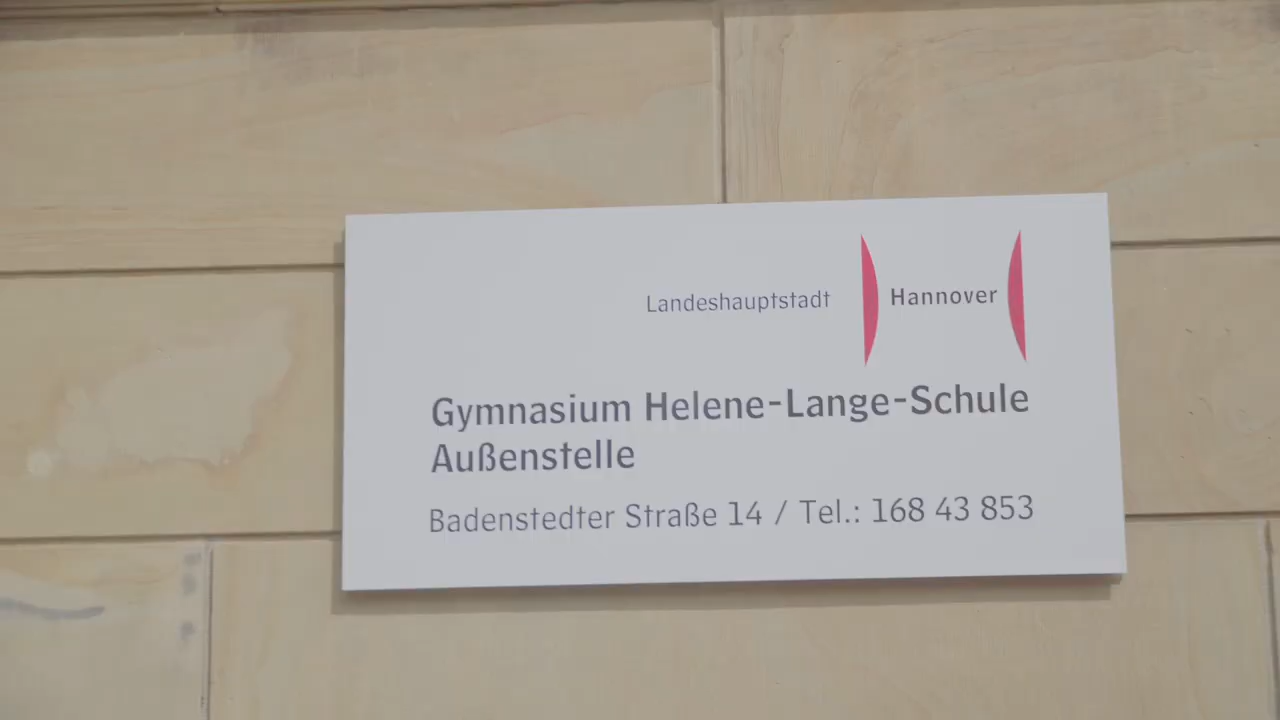 Landeshauptstadt Hannover
Gymnasium Helene-Lange-Schule
Außenstelle
Badenstedter Straße 14 / Tel.: 168 43 853